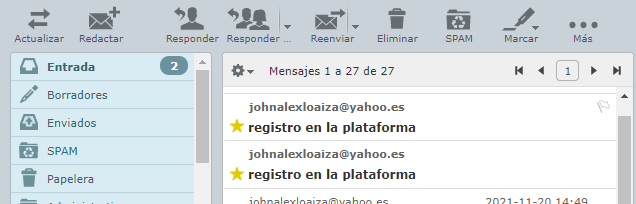 Actualizar Redactar Responder Responder ... Reenviar Eliminar SPAM Marcar Más
Entrada 2
Borradores
Enviados
SPAM
Papelera
Mensajes 1 a 27 de 27 1
johnalexloaiza@yahoo.es
registro en la plataforma
johnalexloaiza@yahoo.es
registro en la plataforma
johnalexloaiza@yahoo.es 2021-11-20 14:49